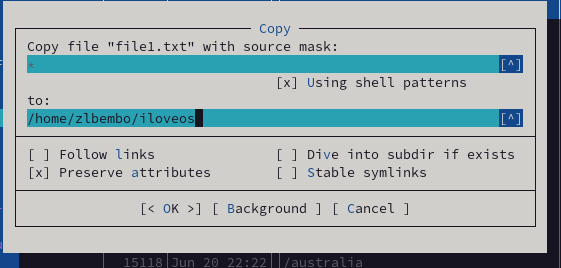 Copy
Copy file "file1.txt" with source mask:
* [^]
[x] Using shell patterns
to:
/home/zlbembo/iloveos [^]
[ ] Follow links [ ] Dive into subdir if exists
[x] Preserve attributes [ ] Stable symlinks
[< OK >] [ Background ] [ Cancel ]
15118 Jun 20 22:22 /australia